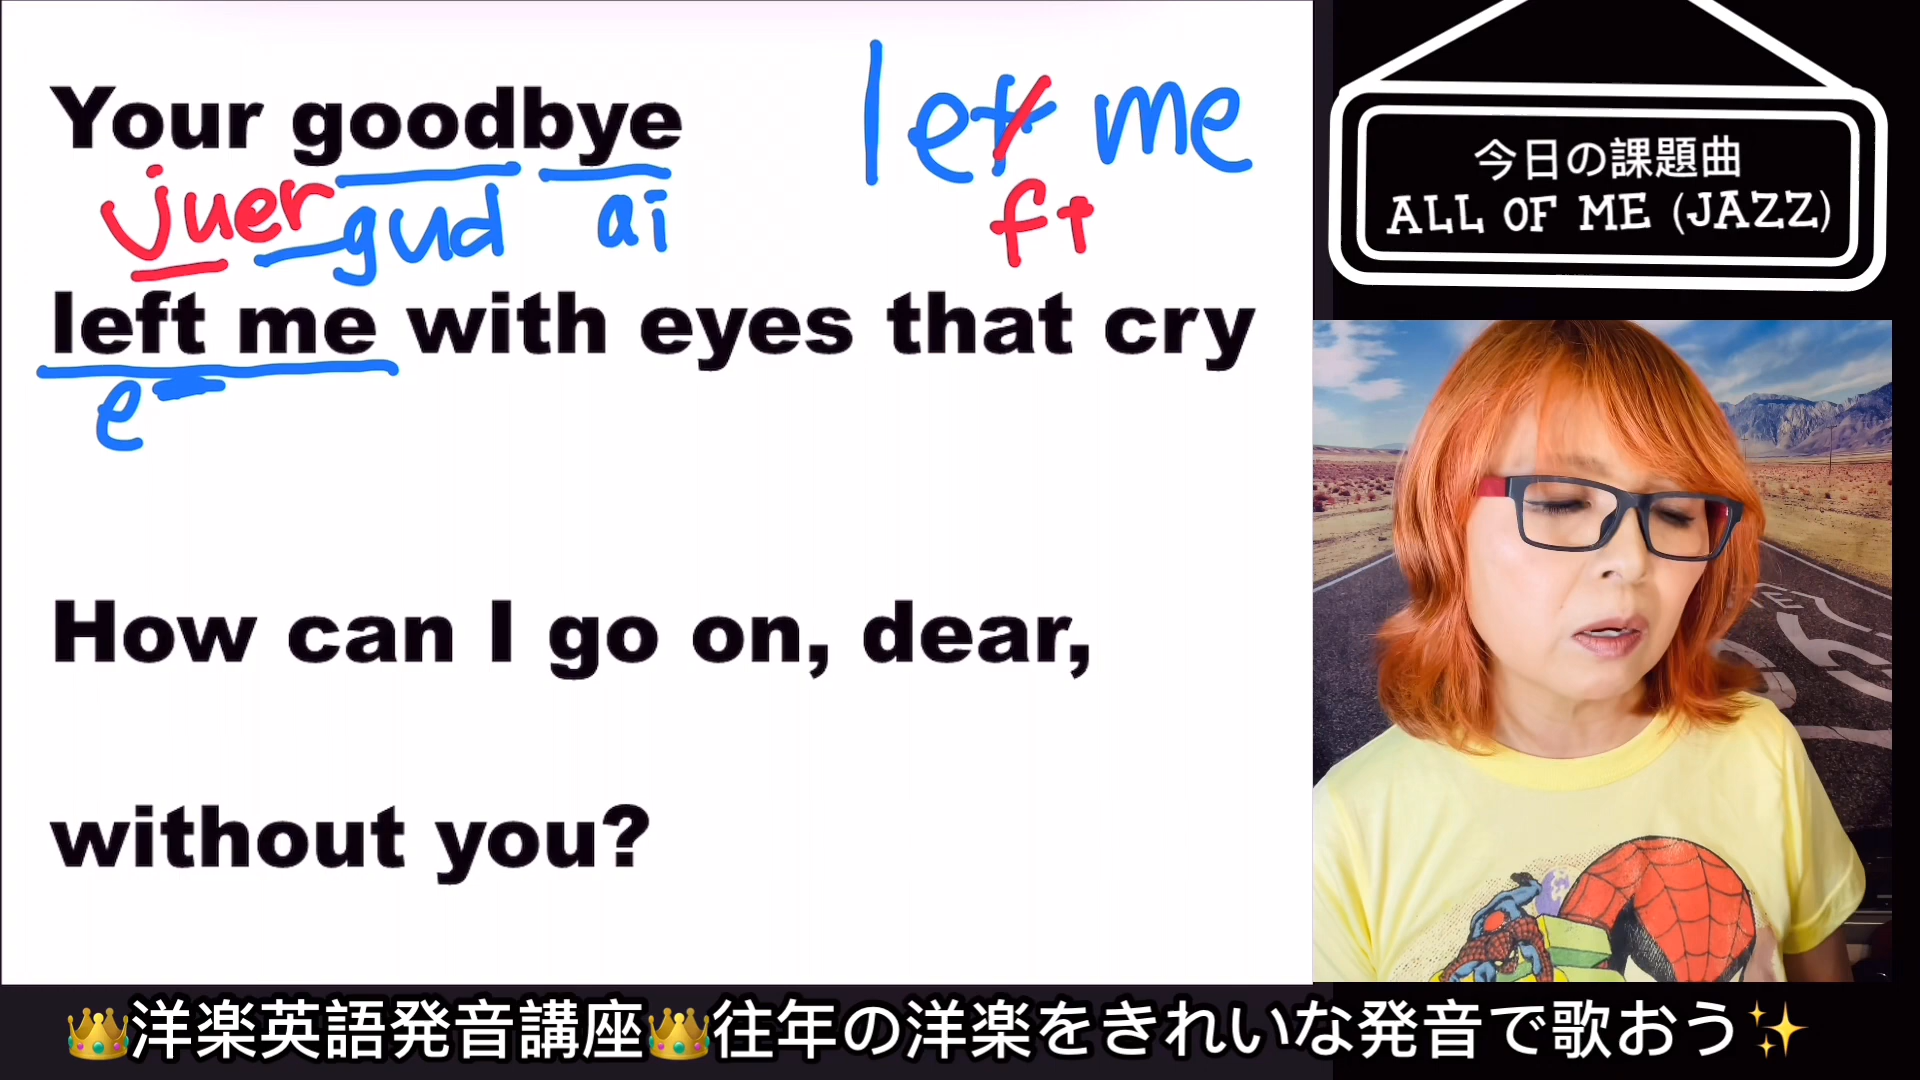 Your goodbye
let me
juer gud ai
ft
left me with eyes that cry
e
How can I go on, dear,
without you?
今日の課題曲
ALL OF ME (JAZZ)
👑洋楽英語発音講座👑往年の洋楽をきれいな発音で歌おう✨